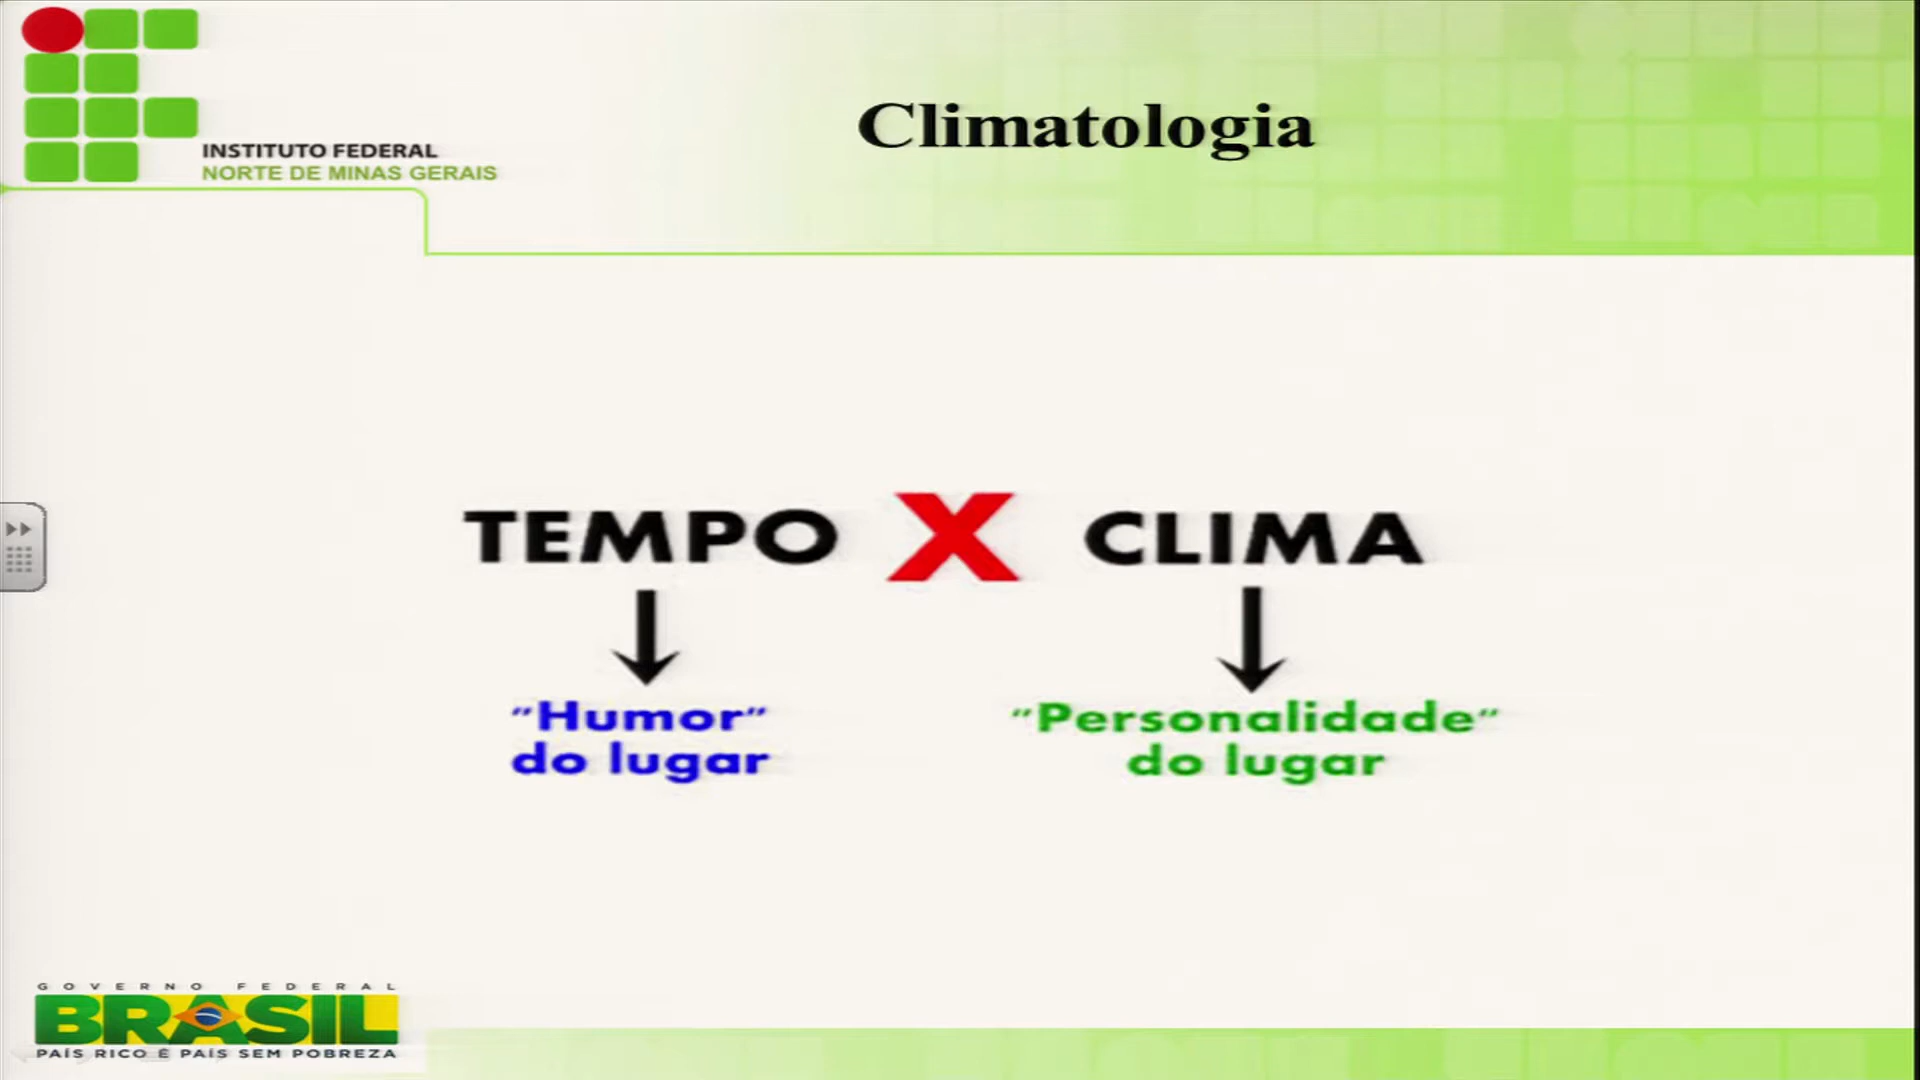 INSTITUTO FEDERAL
NORTE DE MINAS GERAIS
Climatologia
TEMPO X CLIMA
"Humor" "Personalidade"
do lugar do lugar
GOVERNO FEDERAL
BRASIL
PAÍS RICO É PAÍS SEM POBREZA